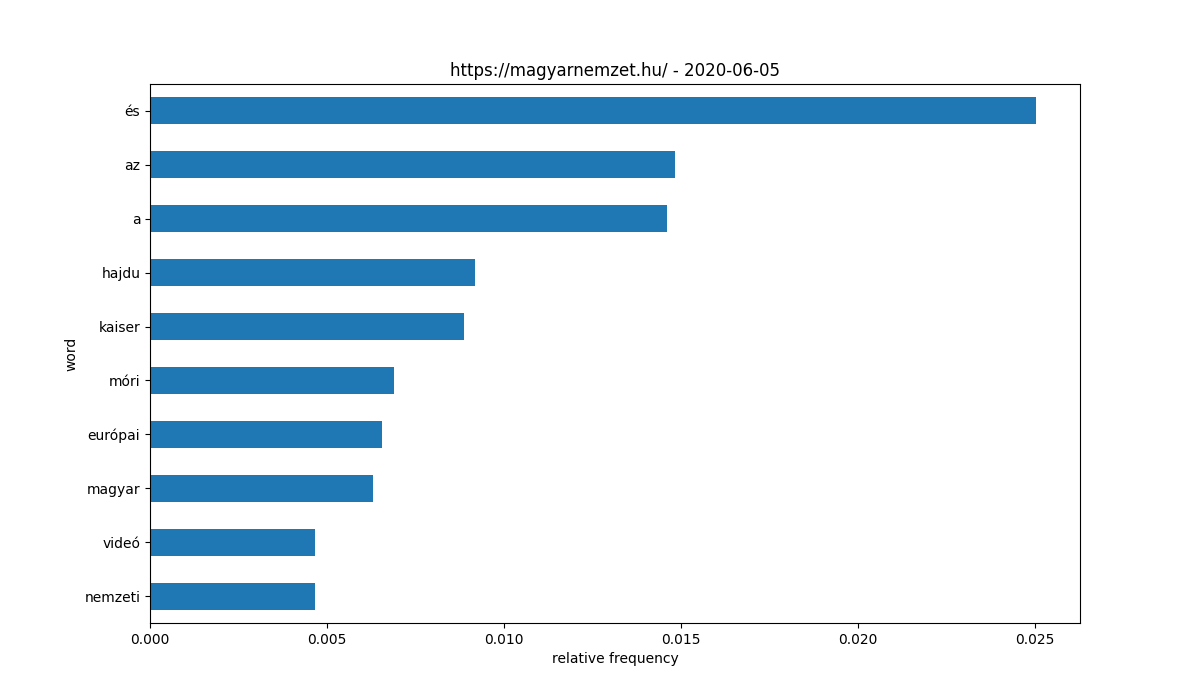 https://magyarnemzet.hu/ - 2020-06-05
és
az
a
hajdu
kaiser
móri
európai
magyar
videó
nemzeti
word
0.000 0.005 0.010 0.015 0.020 0.025
relative frequency